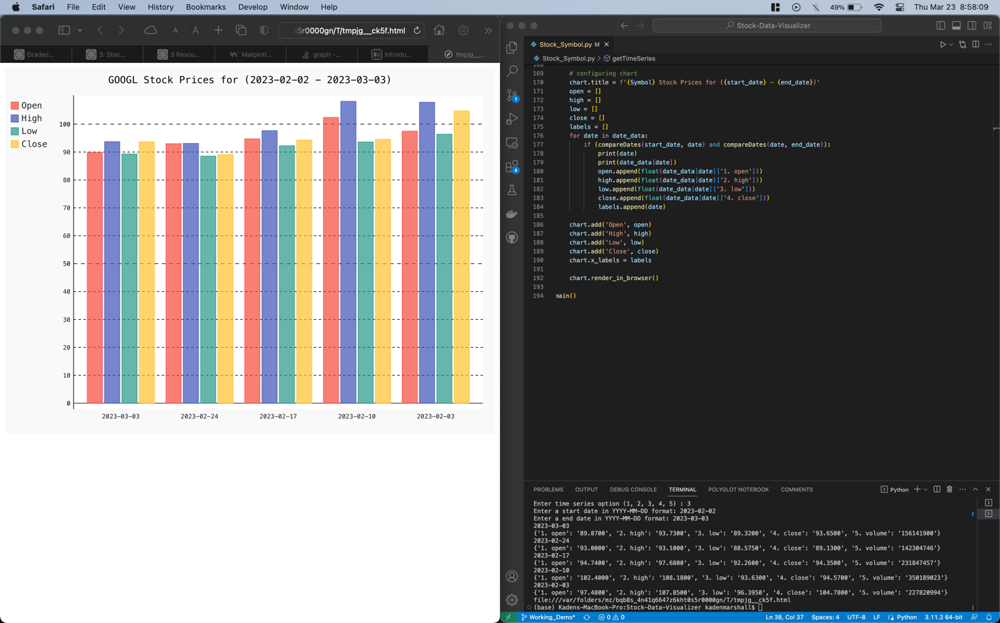 Safari File Edit View History Bookmarks Develop Window Help 49% Thu Mar 23 8:58:09
A A 5r0000gn/T/tmpjg__ck5f.html
Grades... 3: Stoc... 3 Resou... Matplotl... graph -... Introdu... tmpjg__...
GOOGL Stock Prices for (2023-02-02 - 2023-03-03)
Open
High
Low
Close
100
90
80
70
60
50
40
30
20
10
0
2023-03-03 2023-02-24 2023-02-17 2023-02-10 2023-02-03
Stock-Data-Visualizer
Stock_Symbol.py M
Stock_Symbol.py > getTimeSeries
1
4
168
169 # configuring chart
170 chart.title = f'{Symbol} Stock Prices for ({start_date} - {end_date})'
171 open = []
172 high = []
173 low = []
174 close = []
175 labels = []
176 for date in date_data:
177 if (compareDates(start_date, date) and compareDates(date, end_date)):
178 print(date)
179 print(date_data[date])
180 open.append(float(date_data[date]['1. open']))
181 high.append(float(date_data[date]['2. high']))
182 low.append(float(date_data[date]['3. low']))
183 close.append(float(date_data[date]['4. close']))
184 labels.append(date)
185
186 chart.add('Open', open)
187 chart.add('High', high)
188 chart.add('Low', low)
189 chart.add('Close', close)
190 chart.x_labels = labels
191
192 chart.render_in_browser()
193
194 main()
PROBLEMS OUTPUT DEBUG CONSOLE TERMINAL POLYGLOT NOTEBOOK COMMENTS Python
Enter time series option (1, 2, 3, 4, 5) : 3
Enter a start date in YYYY-MM-DD format: 2023-02-02
Enter a end date in YYYY-MM-DD format: 2023-03-03
2023-03-03
{'1. open': '89.8700', '2. high': '93.7300', '3. low': '89.3200', '4. close': '93.6500', '5. volume': '156141900'}
2023-02-24
{'1. open': '93.0000', '2. high': '93.1000', '3. low': '88.5750', '4. close': '89.1300', '5. volume': '142304746'}
2023-02-17
{'1. open': '94.7400', '2. high': '97.6800', '3. low': '92.2600', '4. close': '94.3500', '5. volume': '231847457'}
2023-02-10
{'1. open': '102.4000', '2. high': '108.1800', '3. low': '93.6300', '4. close': '94.5700', '5. volume': '350189023'}
2023-02-03
{'1. open': '97.4800', '2. high': '107.8500', '3. low': '96.3950', '4. close': '104.7800', '5. volume': '227820994'}
file:///var/folders/mz/bqb8s_4n41q6647z6kht0s5r0000gn/T/tmpjg__ck5f.html
(base) Kadens-MacBook-Pro:Stock-Data-Visualizer kadenmarshall$
Working_Demo* 0 0 Ln 38, Col 37 Spaces: 4 UTF-8 LF Python 3.11.2 64-bit